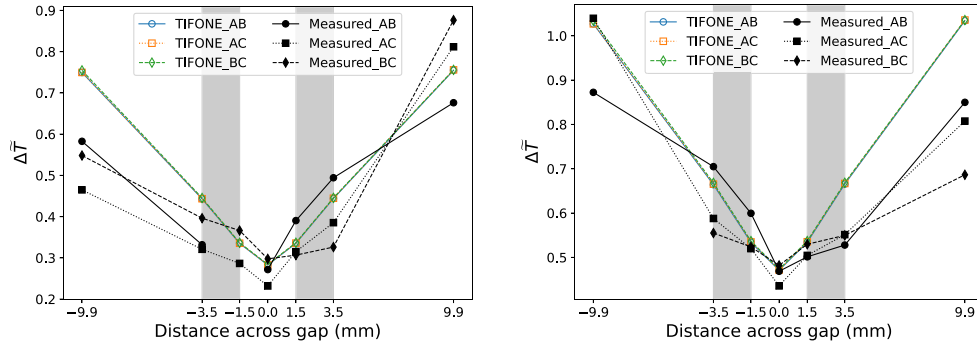 0.9
0.8
0.7
0.6
0.5
0.4
0.3
0.2
ΔT̃
TIFONE_AB
TIFONE_AC
TIFONE_BC
Measured_AB
Measured_AC
Measured_BC
−9.9 −3.5 −1.5 0.0 1.5 3.5 9.9
Distance across gap (mm)
1.0
0.9
0.8
0.7
0.6
0.5
ΔT̃
TIFONE_AB
TIFONE_AC
TIFONE_BC
Measured_AB
Measured_AC
Measured_BC
−9.9 −3.5 −1.5 0.0 1.5 3.5 9.9
Distance across gap (mm)